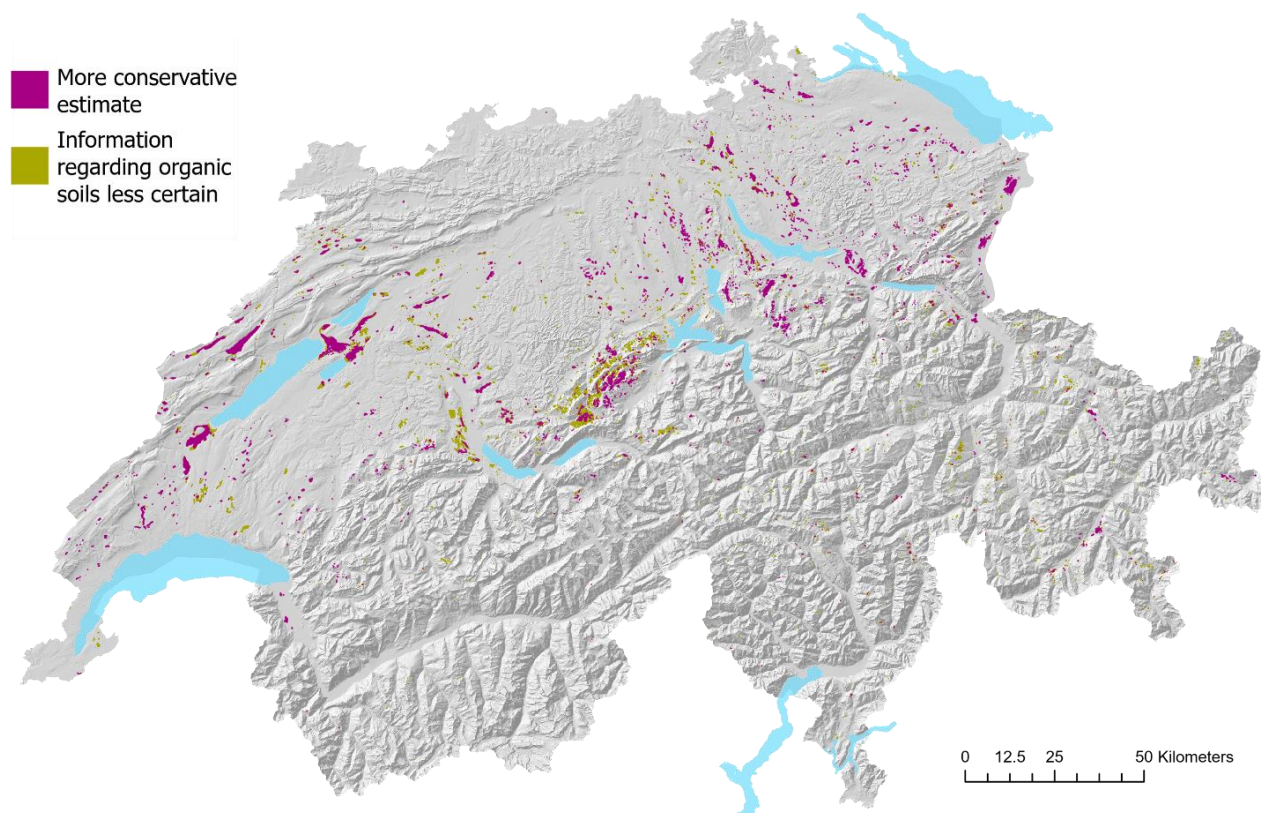 More conservative
estimate
Information
regarding organic
soils less certain
0 12.5 25 50 Kilometers